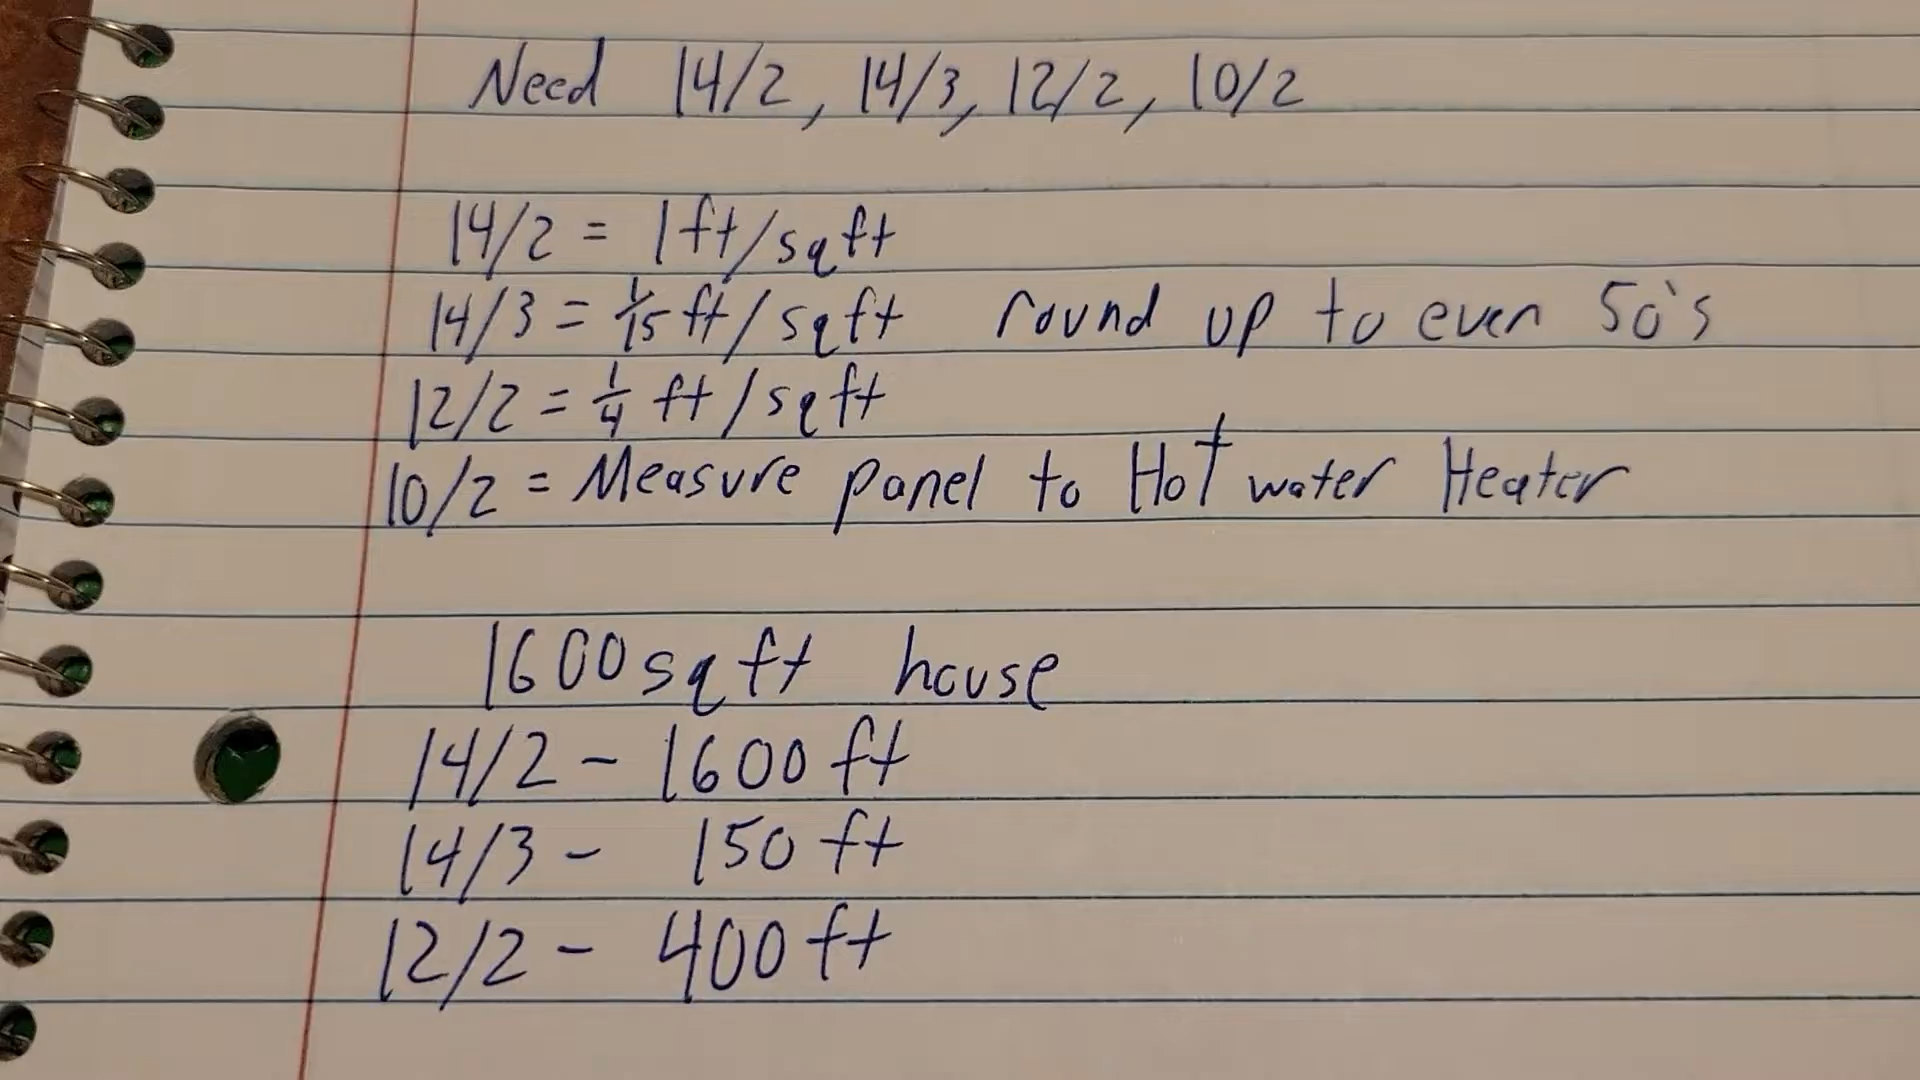 Need 14/2, 14/3, 12/2, 10/2
14/2 = 1ft/sqft
14/3 = 1/15 ft/sqft round up to even 50's
12/2 = 1/4 ft/sqft
10/2 = Measure panel to Hot water Heater
1600sqft house
14/2 - 1600ft
14/3 - 150ft
12/2 - 400ft